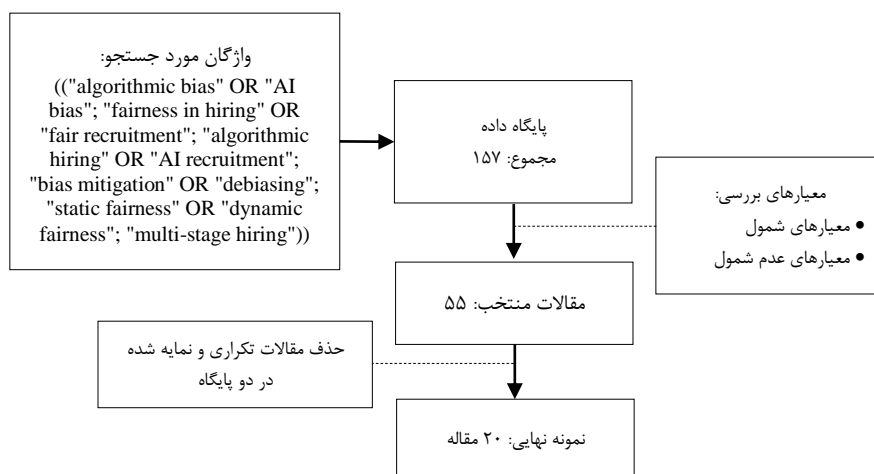 واژگان مورد جستجو:
(("algorithmic bias" OR "AI
bias"; "fairness in hiring" OR
"fair recruitment"; "algorithmic
hiring" OR "AI recruitment";
"bias mitigation" OR "debiasing";
"static fairness" OR "dynamic
fairness"; "multi-stage hiring"))
پایگاه داده
مجموع: ۱۵۷
معیارهای بررسی:
• معیارهای شمول
• معیارهای عدم شمول
مقالات منتخب: ۵۵
حذف مقالات تکراری و نمایه شده
در دو پایگاه
نمونه نهایی: ۲۰ مقاله